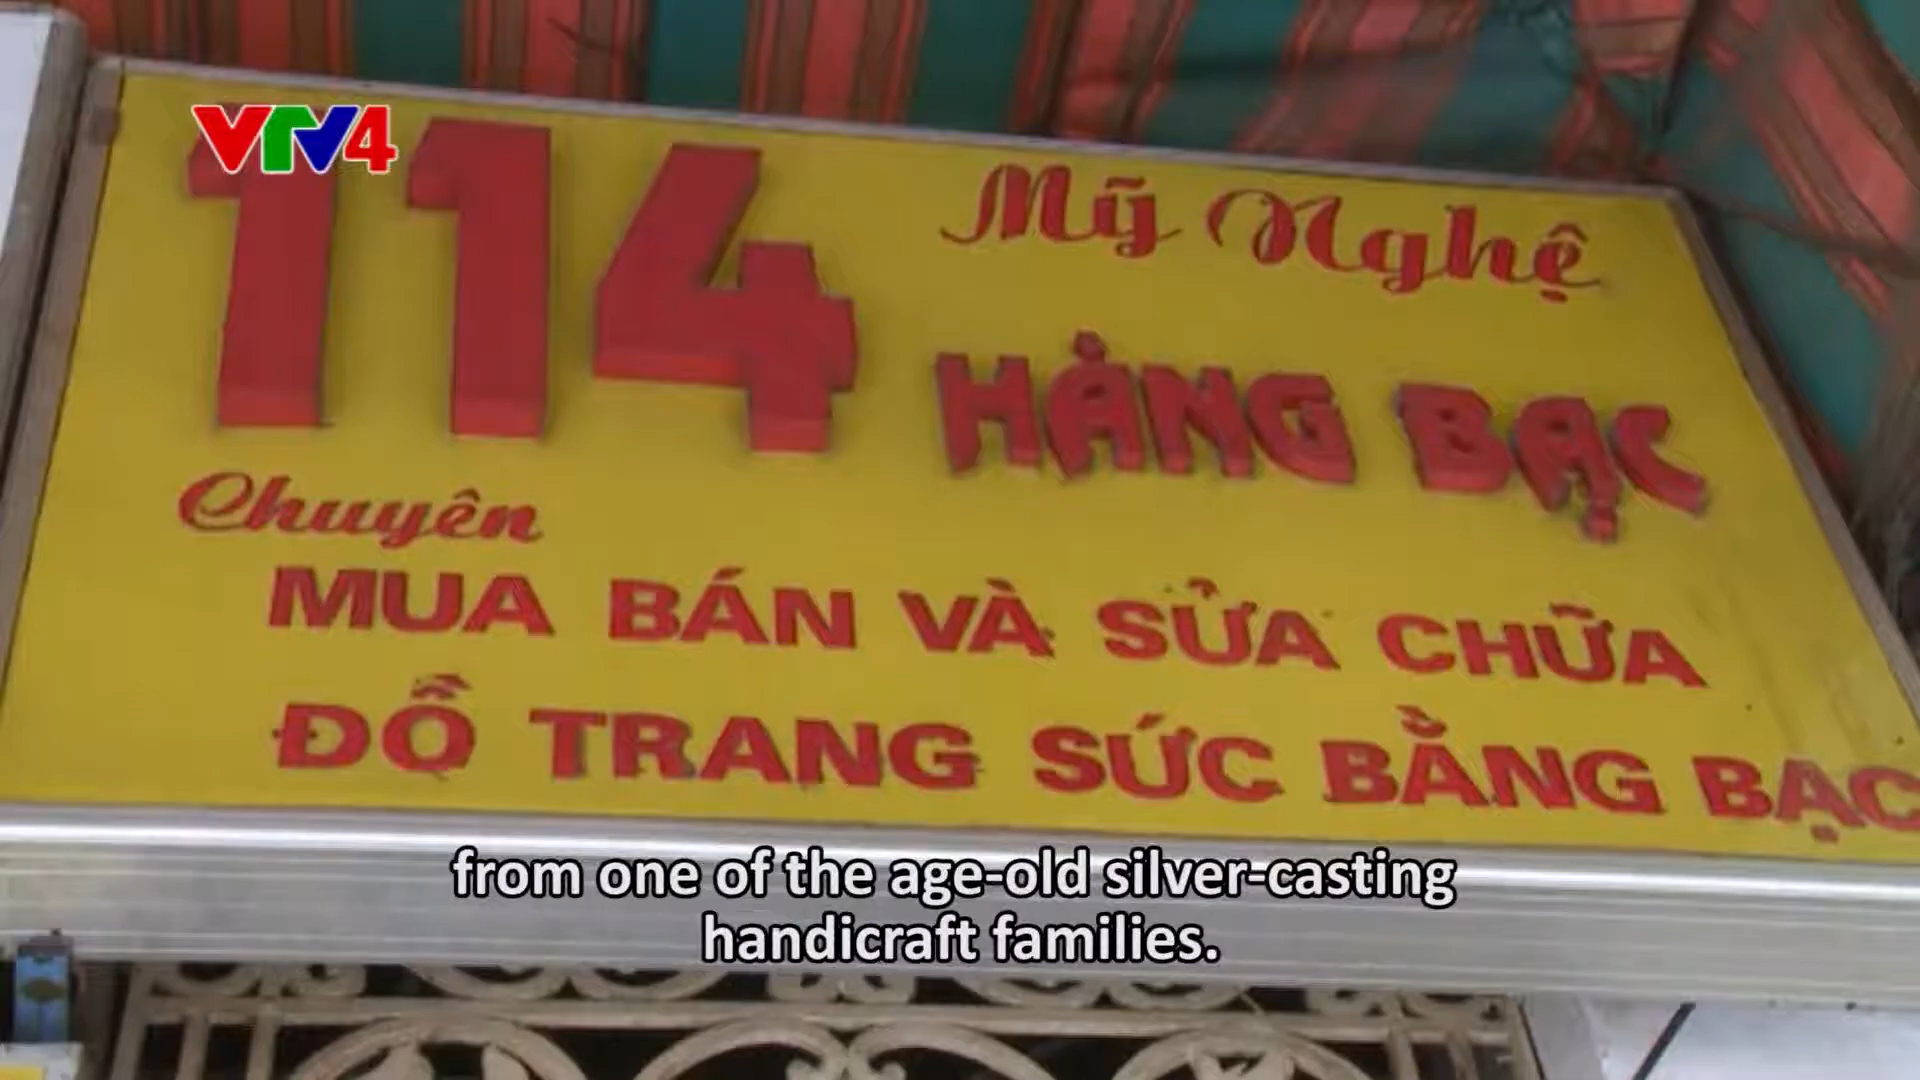 VTV4
114 Mỹ Nghệ
HÀNG BẠC
Chuyên
MUA BÁN VÀ SỬA CHỮA
ĐỒ TRANG SỨC BẰNG BẠC
from one of the age-old silver-casting
handicraft families.